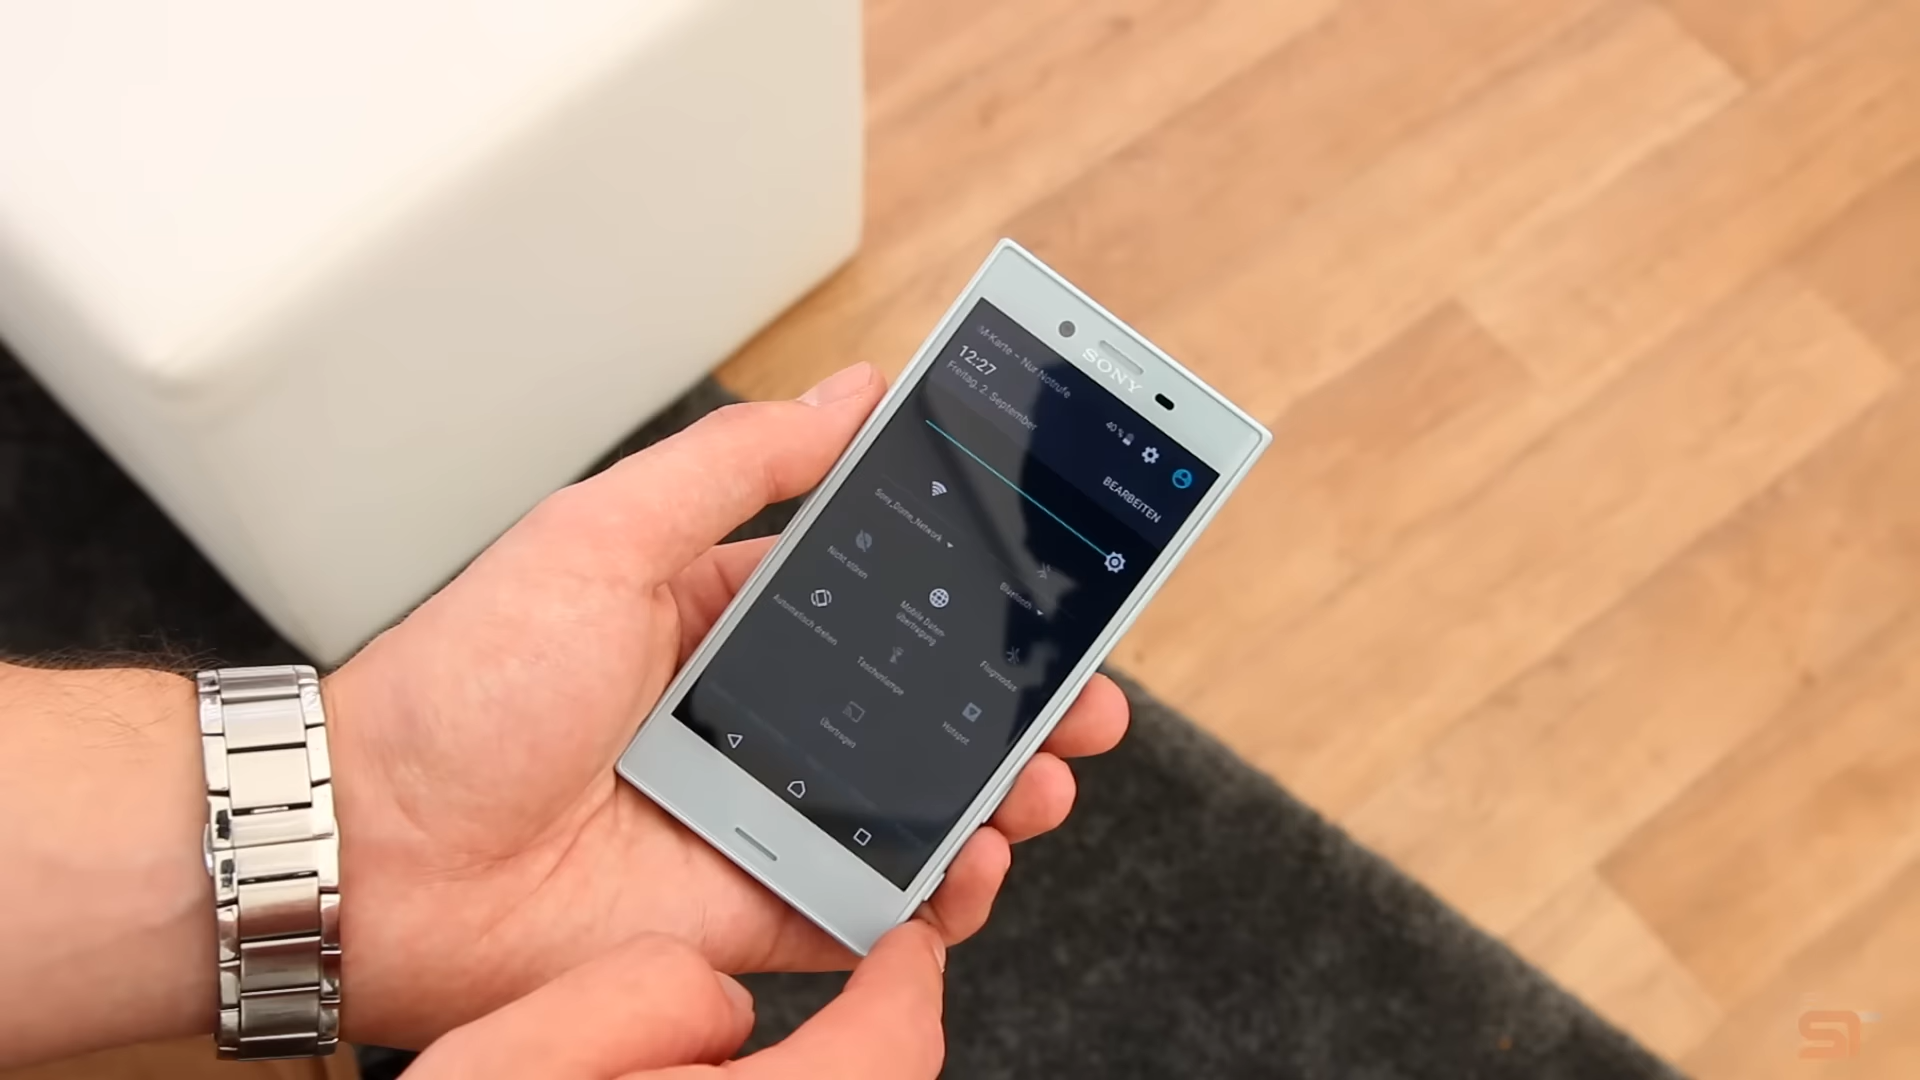 SONY
M-Karte – Nur Notrufe
12:27
Freitag, 2. September
40 %
BEARBEITEN
Sony_Dome_Network
Bluetooth
Nicht stören
Mobile Daten-
übertragung
Flugmodus
Automatisch drehen
Taschenlampe
Hotspot
Übertragen
ST